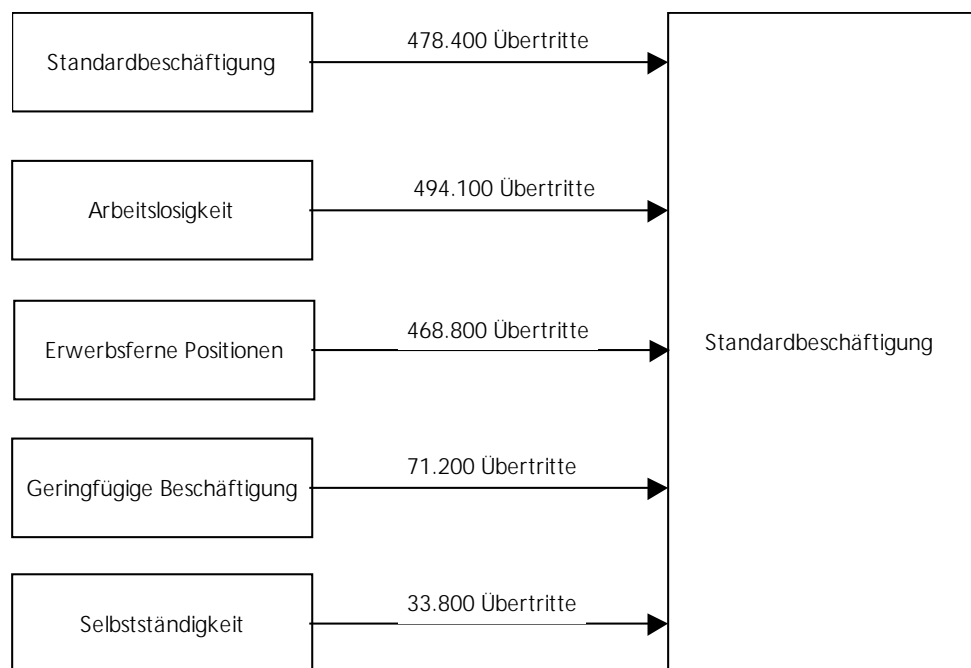 478.400 Übertritte
Standardbeschäftigung
494.100 Übertritte
Arbeitslosigkeit
468.800 Übertritte
Erwerbsferne Positionen
Standardbeschäftigung
71.200 Übertritte
Geringfügige Beschäftigung
33.800 Übertritte
Selbstständigkeit